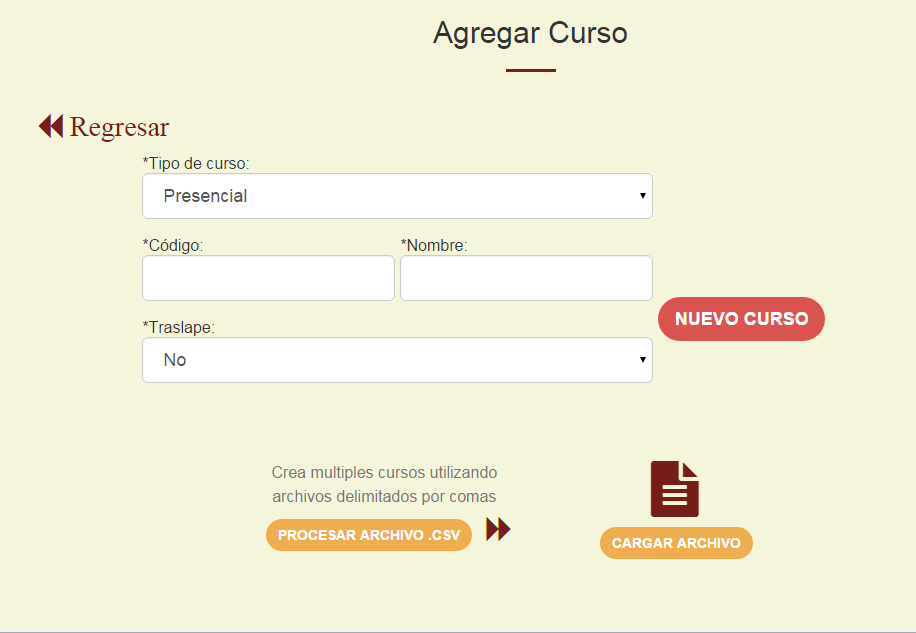 Agregar Curso
Regresar
*Tipo de curso:
Presencial
*Código:
*Nombre:
NUEVO CURSO
*Traslape:
No
Crea multiples cursos utilizando
archivos delimitados por comas
PROCESAR ARCHIVO .CSV
CARGAR ARCHIVO